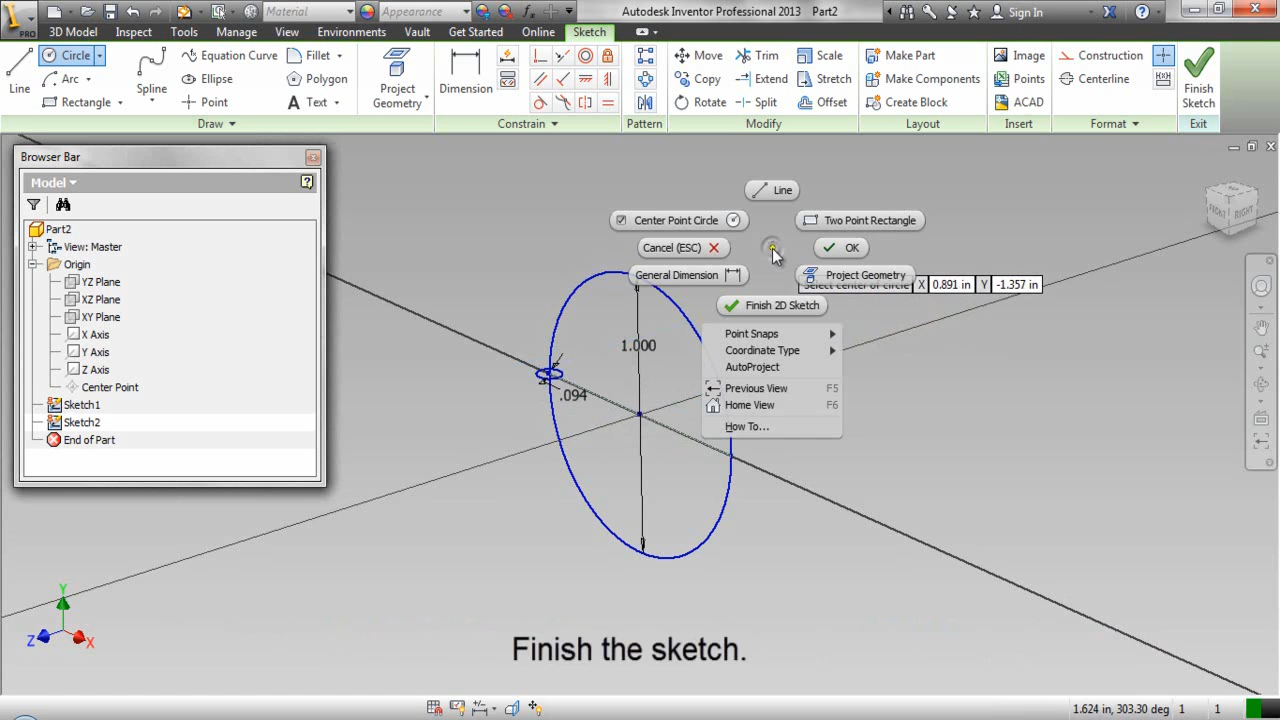 Material
Appearance
Autodesk Inventor Professional 2013 Part2
Sign In
PRO
3D Model Inspect Tools Manage View Environments Vault Get Started Online Sketch
Line
Circle
Arc
Rectangle
Spline
Equation Curve
Ellipse
Point
Fillet
Polygon
Text
Project
Geometry
Dimension
Move
Copy
Rotate
Trim
Extend
Split
Scale
Stretch
Offset
Make Part
Make Components
Create Block
Image
Points
ACAD
Construction
Centerline
Finish
Sketch
Draw
Constrain
Pattern
Modify
Layout
Insert
Format
Exit
Browser Bar
Model
Part2
View: Master
Origin
YZ Plane
XZ Plane
XY Plane
X Axis
Y Axis
Z Axis
Center Point
Sketch1
Sketch2
End of Part
Line
Center Point Circle
Two Point Rectangle
Cancel (ESC)
OK
General Dimension
Project Geometry
Select center of circle X 0.891 in Y -1.357 in
Finish 2D Sketch
Point Snaps
Coordinate Type
AutoProject
Previous View F5
Home View F6
How To...
1.000
.094
FRONT
RIGHT
Y
Z
X
Finish the sketch.
1.624 in, 303.30 deg 1 1